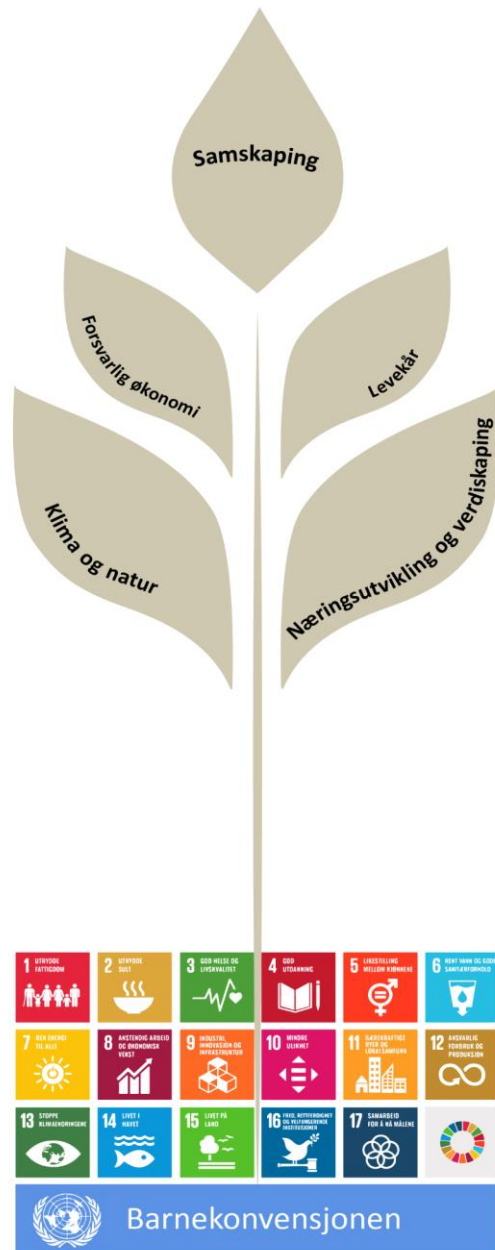 Samskaping
Forsvarlig økonomi
Levekår
Klima og natur
Næringsutvikling og verdiskaping
1 UTRYDDE
FATTIGDOM
2 UTRYDDE
SULT
3 GOD HELSE OG
LIVSKVALITET
4 GOD
UTDANNING
5 LIKESTILLING
MELLOM KJØNNENE
6 RENT VANN OG GODE
SANITÆRFORHOLD
7 REN ENERGI
TIL ALLE
8 ANSTENDIG ARBEID
OG ØKONOMISK
VEKST
9 INDUSTRI,
INNOVASJON OG
INFRASTRUKTUR
10 MINDRE
ULIKHET
11 BÆREKRAFTIGE
BYER OG
LOKALSAMFUNN
12 ANSVARLIG
FORBRUK OG
PRODUKSJON
13 STOPPE
KLIMAENDRINGENE
14 LIVET I
HAVET
15 LIVET PÅ
LAND
16 FRED, RETTFERDIGHET
OG VELFUNGERENDE
INSTITUSJONER
17 SAMARBEID
FOR Å NÅ MÅLENE
Barnekonvensjonen